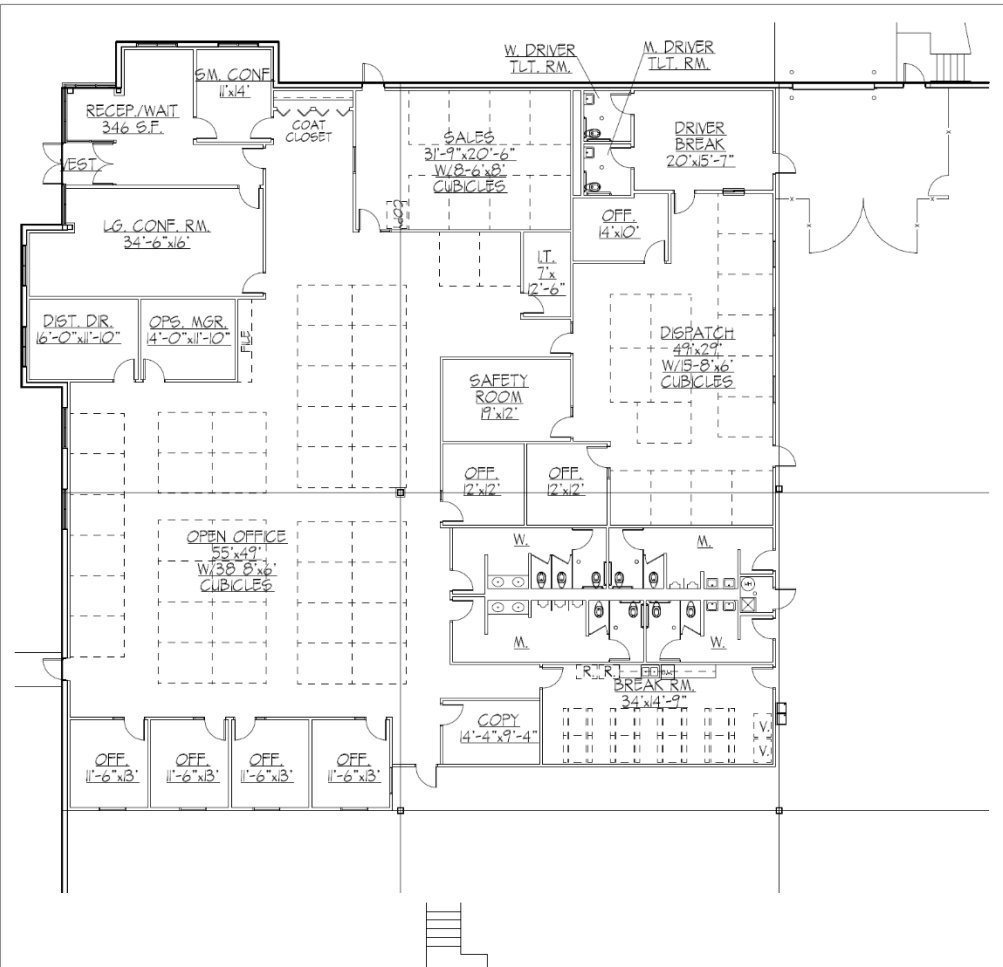 W. DRIVER
TLT. RM.
M. DRIVER
TLT. RM.
SM. CONF.
11'x14'
RECEP./WAIT
346 S.F.
COAT
CLOSET
VEST.
SALES
31'-9"x20'-6"
W/8-6'x8'
CUBICLES
DRIVER
BREAK
20'x15'-7"
LG. CONF. RM.
34'-6"x16'
COPY
OFF.
14'x10'
I.T.
7'x
12'-6"
DIST. DIR.
16'-0"x11'-10"
OPS. MGR.
14'-0"x11'-10"
FILE
DISPATCH
49'x29'
W/15-8'x6'
CUBICLES
SAFETY
ROOM
19'x12'
OFF.
12'x12'
OFF.
12'x12'
OPEN OFFICE
55'x49'
W/38 8'x6'
CUBICLES
W.
M.
M.
W.
R.
R.
BREAK RM.
34'x14'-9"
COPY
14'-4"x9'-4"
V.
V.
OFF.
11'-6"x13'
OFF.
11'-6"x13'
OFF.
11'-6"x13'
OFF.
11'-6"x13'